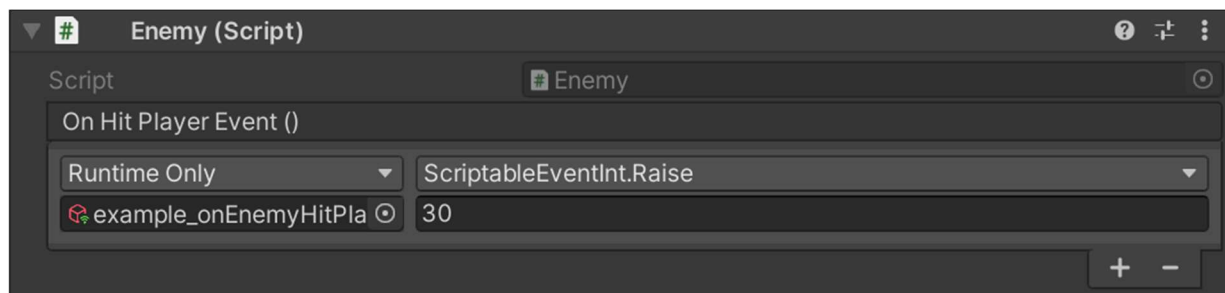 Enemy (Script)
Script Enemy
On Hit Player Event ()
Runtime Only ScriptableEventInt.Raise
example_onEnemyHitPla 30